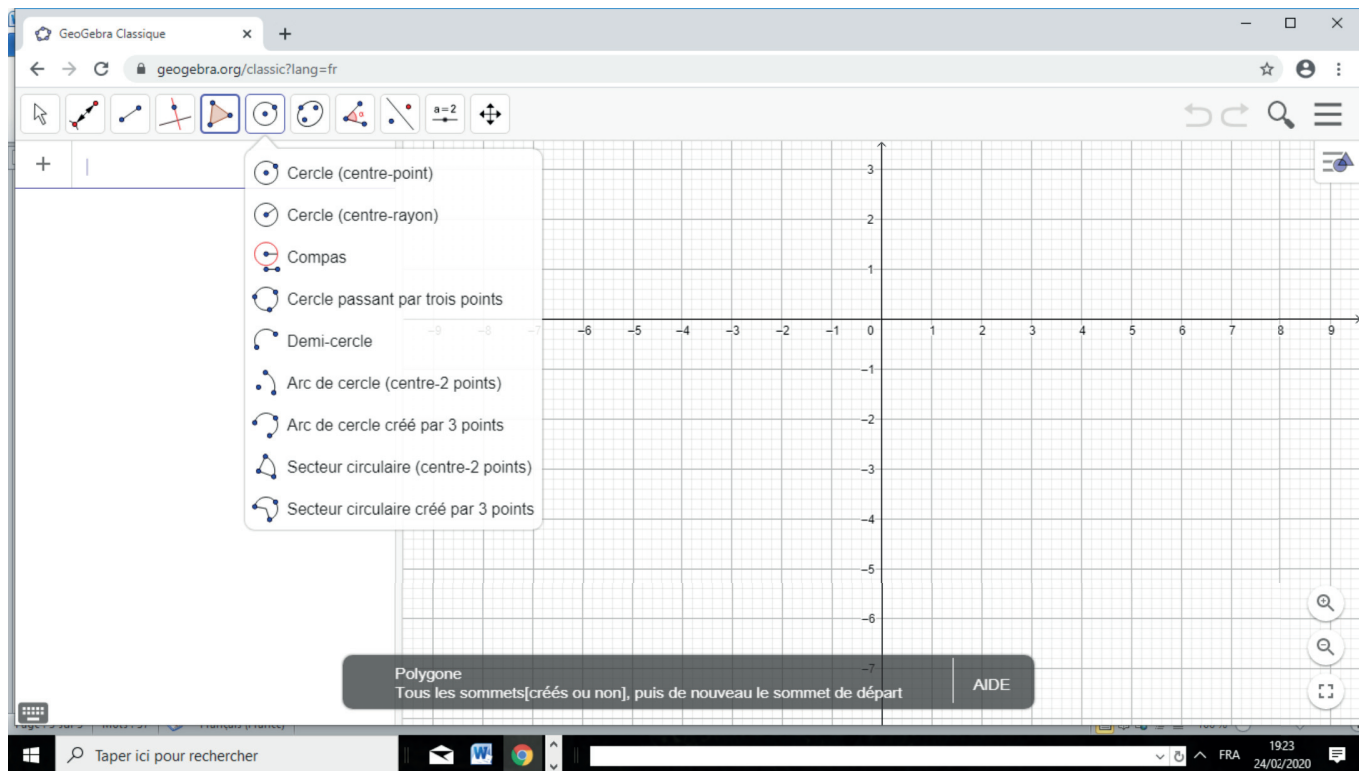 GeoGebra Classique
geogebra.org/classic?lang=fr
a=2
Cercle (centre-point)
Cercle (centre-rayon)
Compas
Cercle passant par trois points
Demi-cercle
Arc de cercle (centre-2 points)
Arc de cercle créé par 3 points
Secteur circulaire (centre-2 points)
Secteur circulaire créé par 3 points
3
2
1
-9 -8 -7 -6 -5 -4 -3 -2 -1 0 1 2 3 4 5 6 7 8 9
-1
-2
-3
-4
-5
-6
-7
Polygone
Tous les sommets[créés ou non], puis de nouveau le sommet de départ
AIDE
Taper ici pour rechercher
FRA
1923
24/02/2020